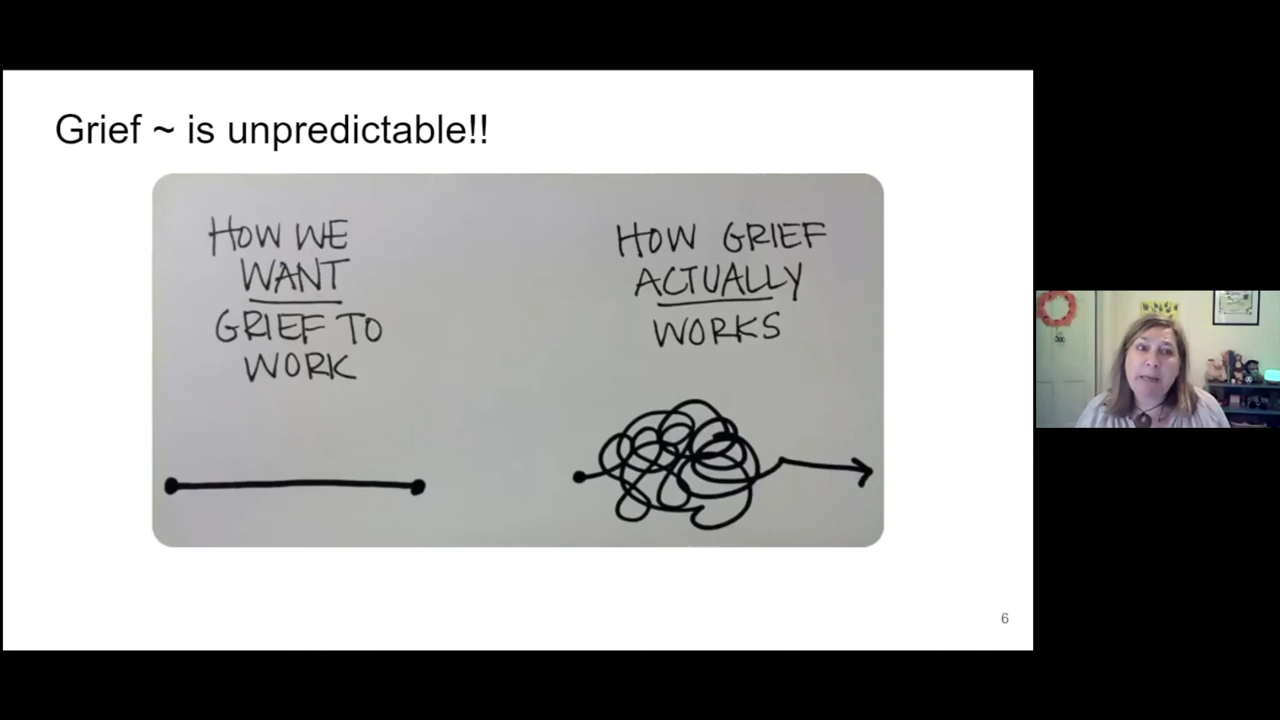 Grief ~ is unpredictable!!
HOW WE
WANT
GRIEF TO
WORK
HOW GRIEF
ACTUALLY
WORKS
6